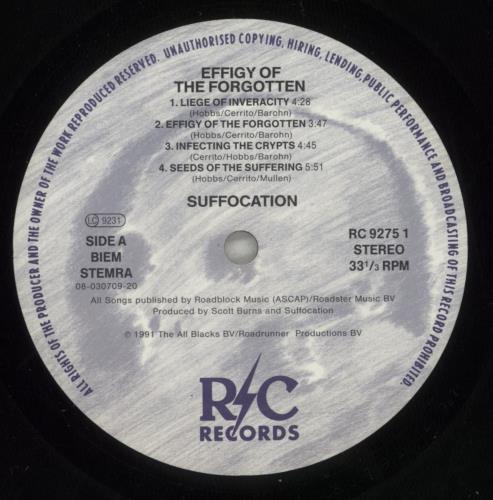 ALL RIGHTS OF THE PRODUCER AND THE OWNER OF THE WORK REPRODUCED RESERVED. UNAUTHORISED COPYING, HIRING, LENDING, PUBLIC PERFORMANCE AND BROADCASTING OF THIS RECORD PROHIBITED.
EFFIGY OF
THE FORGOTTEN
1. LIEGE OF INVERACITY 4:28
(Hobbs/Cerrito/Barohn)
2. EFFIGY OF THE FORGOTTEN 3:47
(Hobbs/Cerrito/Barohn)
3. INFECTING THE CRYPTS 4:45
(Cerrito/Hobbs/Barohn)
4. SEEDS OF THE SUFFERING 5:51
(Hobbs/Cerrito/Mullen)
SUFFOCATION
LC 9231
SIDE A
BIEM
STEMRA
08-030709-20
RC 9275 1
STEREO
33 1/3 RPM
All Songs published by Roadblock Music (ASCAP)/Roadster Music BV
Produced by Scott Burns and Suffocation
℗ © 1991 The All Blacks BV/Roadrunner Productions BV
R/C
RECORDS